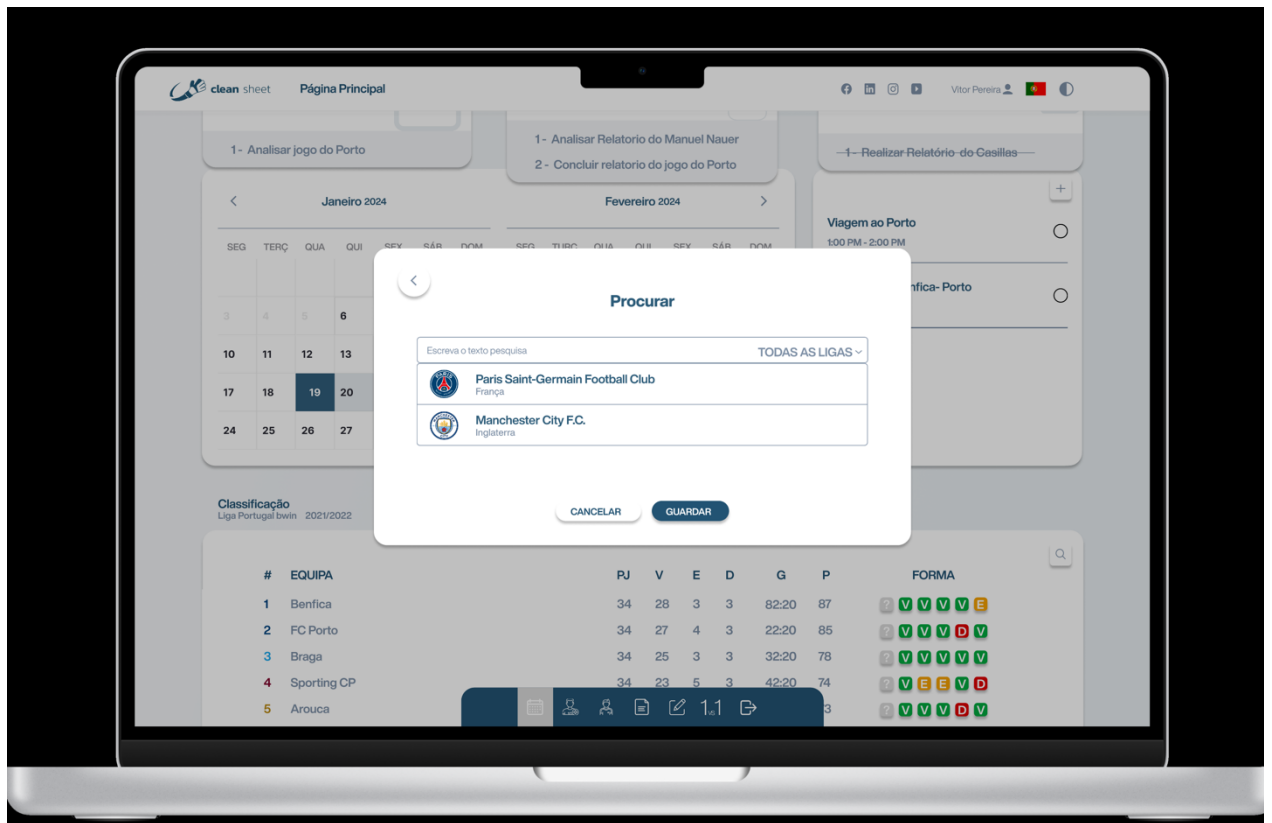 clean sheet Página Principal Vitor Pereira
1- Analisar jogo do Porto
1- Analisar Relatorio do Manuel Nauer
2 - Concluir relatorio do jogo do Porto
1- Realizar Relatório do Casillas
Janeiro 2024 Fevereiro 2024
SEG TERÇ QUA QUI SEX SÁB DOM SEG TURC QUA QUI SEX SÁB DOM
3 4 5 6
10 11 12 13
17 18 19 20
24 25 26 27
+
Viagem ao Porto
1:00 PM - 2:00 PM
nfica- Porto
Procurar
Escreva o texto pesquisa TODAS AS LIGAS
Paris Saint-Germain Football Club
França
Manchester City F.C.
Inglaterra
CANCELAR GUARDAR
Classificação
Liga Portugal bwin 2021/2022
# EQUIPA PJ V E D G P FORMA
1 Benfica 34 28 3 3 82:20 87 ? V V V V E
2 FC Porto 34 27 4 3 22:20 85 ? V V V D V
3 Braga 34 25 3 3 32:20 78 ? V V V V V
4 Sporting CP 34 23 5 3 42:20 74 ? V E E V D
5 Arouca 3 ? V V V D V
1vs1